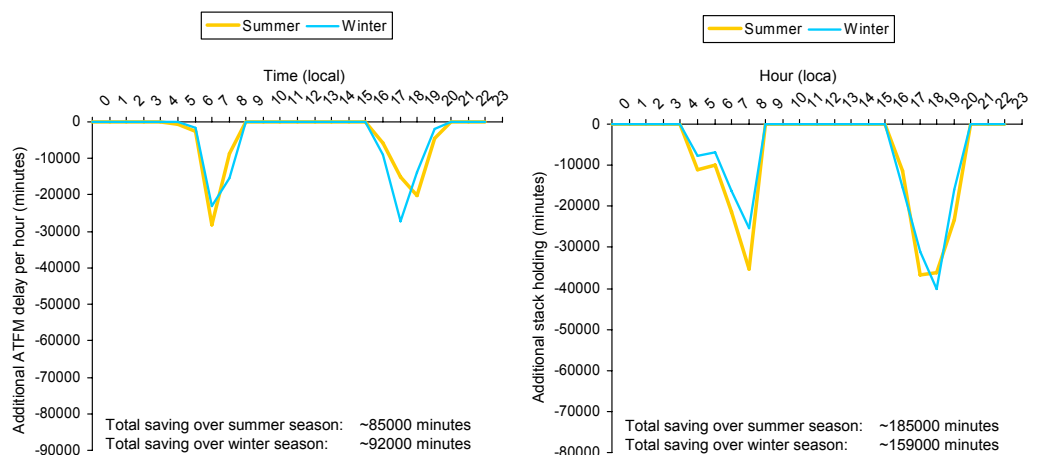 Summer Winter
Time (local)
0 1 2 3 4 5 6 7 8 9 10 11 12 13 14 15 16 17 18 19 20 21 22 23
Additional ATFM delay per hour (minutes)
0
-10000
-20000
-30000
-40000
-50000
-60000
-70000
-80000
-90000
Total saving over summer season: ~85000 minutes
Total saving over winter season: ~92000 minutes
Summer Winter
Hour (loca)
0 1 2 3 4 5 6 7 8 9 10 11 12 13 14 15 16 17 18 19 20 21 22 23
Additional stack holding (minutes)
0
-10000
-20000
-30000
-40000
-50000
-60000
-70000
-80000
Total saving over summer season: ~185000 minutes
Total saving over winter season: ~159000 minutes